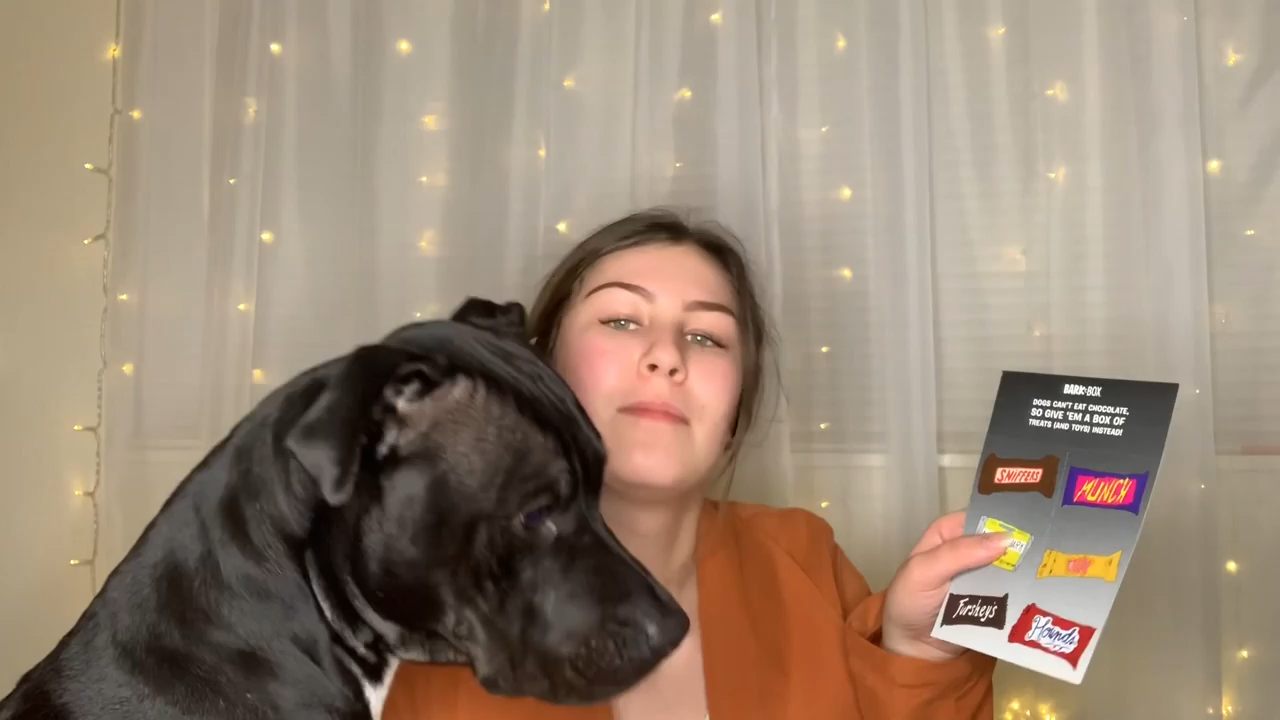 BARK BOX
DOGS CAN'T EAT CHOCOLATE,
SO GIVE 'EM A BOX OF
TREATS (AND TOYS) INSTEAD!
SNIFFERS
MUNCH
Furshey's
Hounds